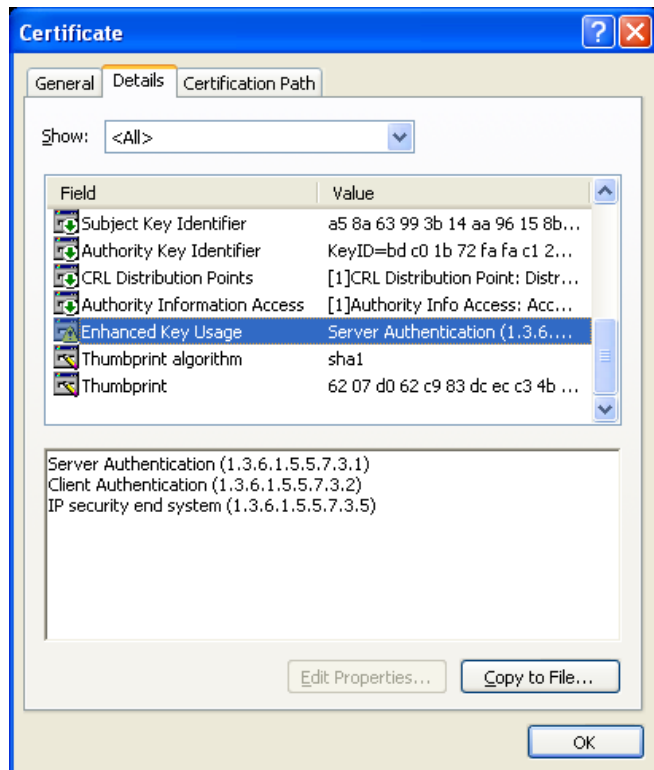 Certificate
General Details Certification Path
Show: <All>
Field Value
Subject Key Identifier a5 8a 63 99 3b 14 aa 96 15 8b...
Authority Key Identifier KeyID=bd c0 1b 72 fa fa c1 2...
CRL Distribution Points [1]CRL Distribution Point: Distr...
Authority Information Access [1]Authority Info Access: Acc...
Enhanced Key Usage Server Authentication (1.3.6....
Thumbprint algorithm sha1
Thumbprint 62 07 d0 62 c9 83 dc ec c3 4b ...
Server Authentication (1.3.6.1.5.5.7.3.1)
Client Authentication (1.3.6.1.5.5.7.3.2)
IP security end system (1.3.6.1.5.5.7.3.5)
Edit Properties... Copy to File...
OK